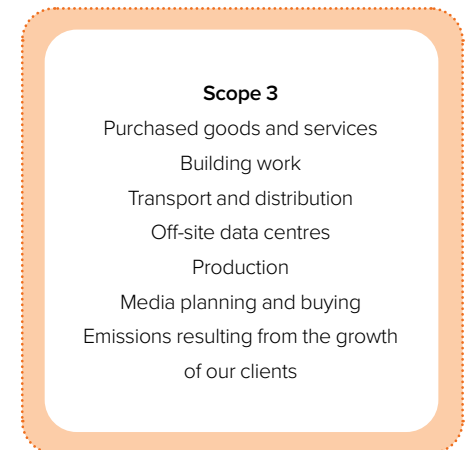 Scope 3
Purchased goods and services
Building work
Transport and distribution
Off-site data centres
Production
Media planning and buying
Emissions resulting from the growth
of our clients